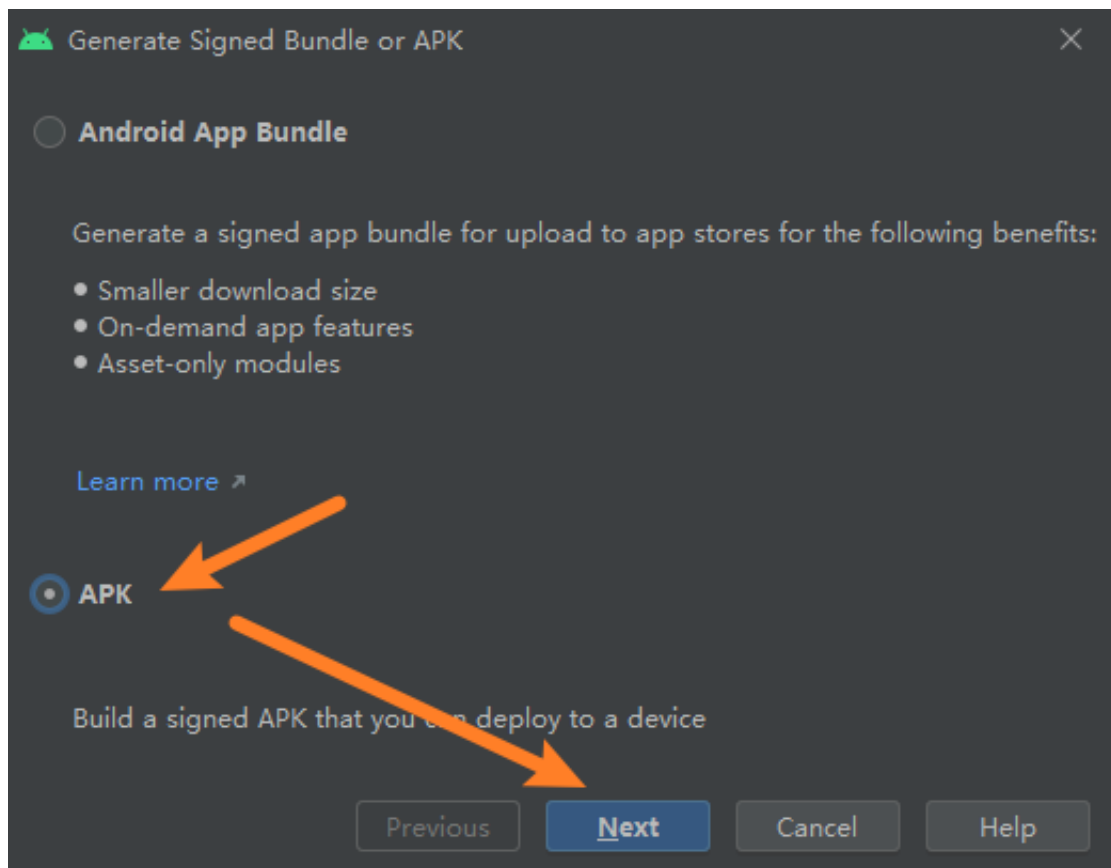 Generate Signed Bundle or APK
Android App Bundle
Generate a signed app bundle for upload to app stores for the following benefits:
Smaller download size
On-demand app features
Asset-only modules
Learn more
APK
Build a signed APK that you can deploy to a device
Previous Next Cancel Help